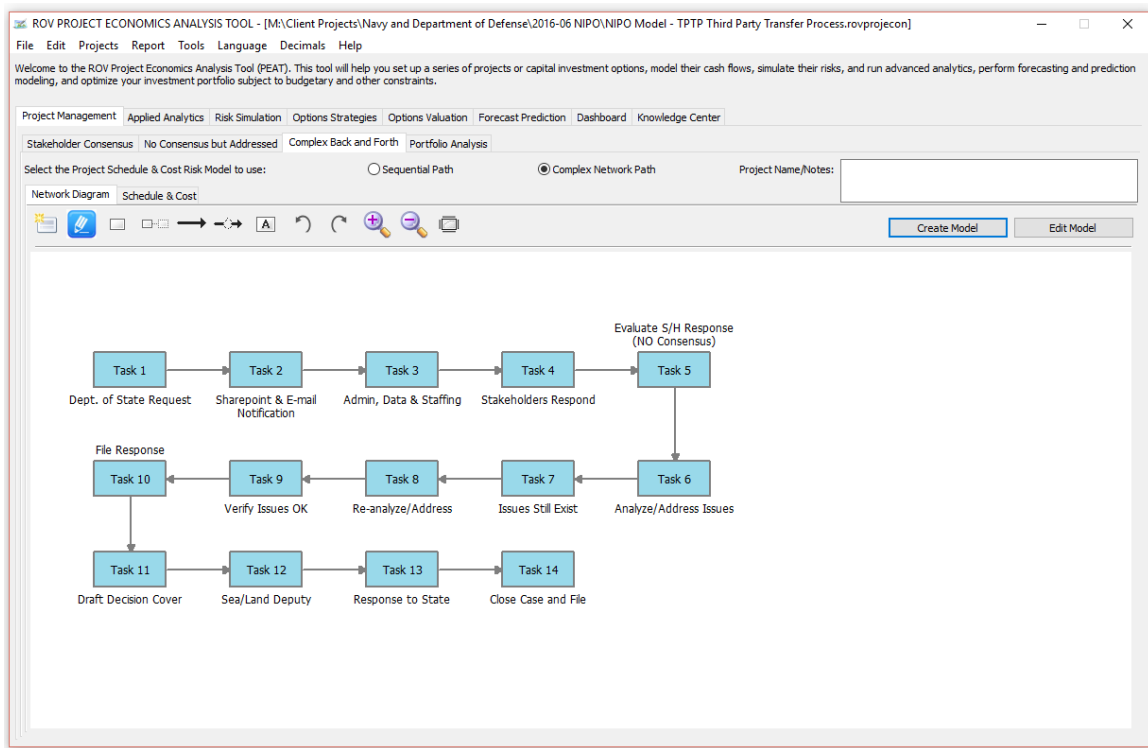 ROV PROJECT ECONOMICS ANALYSIS TOOL - [M:\Client Projects\Navy and Department of Defense\2016-06 NIPO\NIPO Model - TPTP Third Party Transfer Process.rovprojecon]
File Edit Projects Report Tools Language Decimals Help
Welcome to the ROV Project Economics Analysis Tool (PEAT). This tool will help you set up a series of projects or capital investment options, model their cash flows, simulate their risks, and run advanced analytics, perform forecasting and prediction
modeling, and optimize your investment portfolio subject to budgetary and other constraints.
Project Management Applied Analytics Risk Simulation Options Strategies Options Valuation Forecast Prediction Dashboard Knowledge Center
Stakeholder Consensus No Consensus but Addressed Complex Back and Forth Portfolio Analysis
Select the Project Schedule & Cost Risk Model to use: Sequential Path Complex Network Path Project Name/Notes:
Network Diagram Schedule & Cost
A Create Model Edit Model
Evaluate S/H Response
(NO Consensus)
Task 1 Task 2 Task 3 Task 4 Task 5
Dept. of State Request Sharepoint & E-mail Admin, Data & Staffing Stakeholders Respond
Notification
File Response
Task 10 Task 9 Task 8 Task 7 Task 6
Verify Issues OK Re-analyze/Address Issues Still Exist Analyze/Address Issues
Task 11 Task 12 Task 13 Task 14
Draft Decision Cover Sea/Land Deputy Response to State Close Case and File